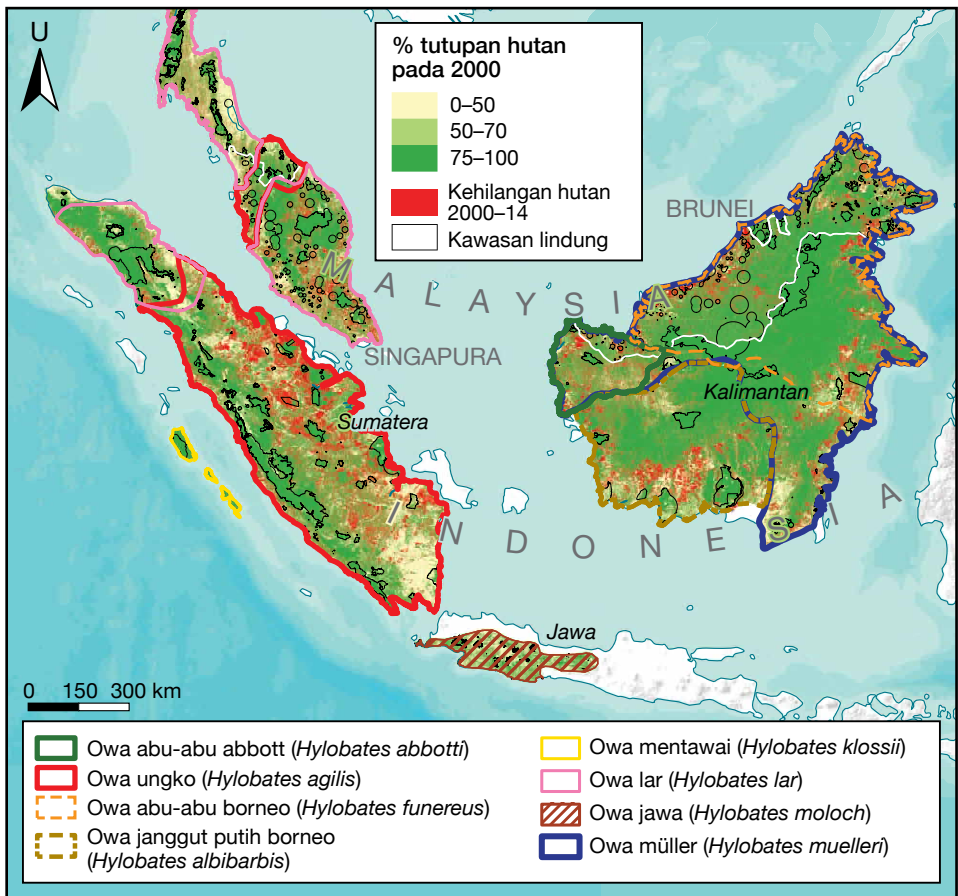 U
% tutupan hutan
pada 2000
0–50
50–70
75–100
Kehilangan hutan
2000–14
Kawasan lindung
BRUNEI
MALAYSIA
SINGAPURA
Kalimantan
Sumatera
INDONESIA
Jawa
0 150 300 km
Owa abu-abu abbott (Hylobates abbotti)
Owa ungko (Hylobates agilis)
Owa abu-abu borneo (Hylobates funereus)
Owa janggut putih borneo
(Hylobates albibarbis)
Owa mentawai (Hylobates klossii)
Owa lar (Hylobates lar)
Owa jawa (Hylobates moloch)
Owa müller (Hylobates muelleri)